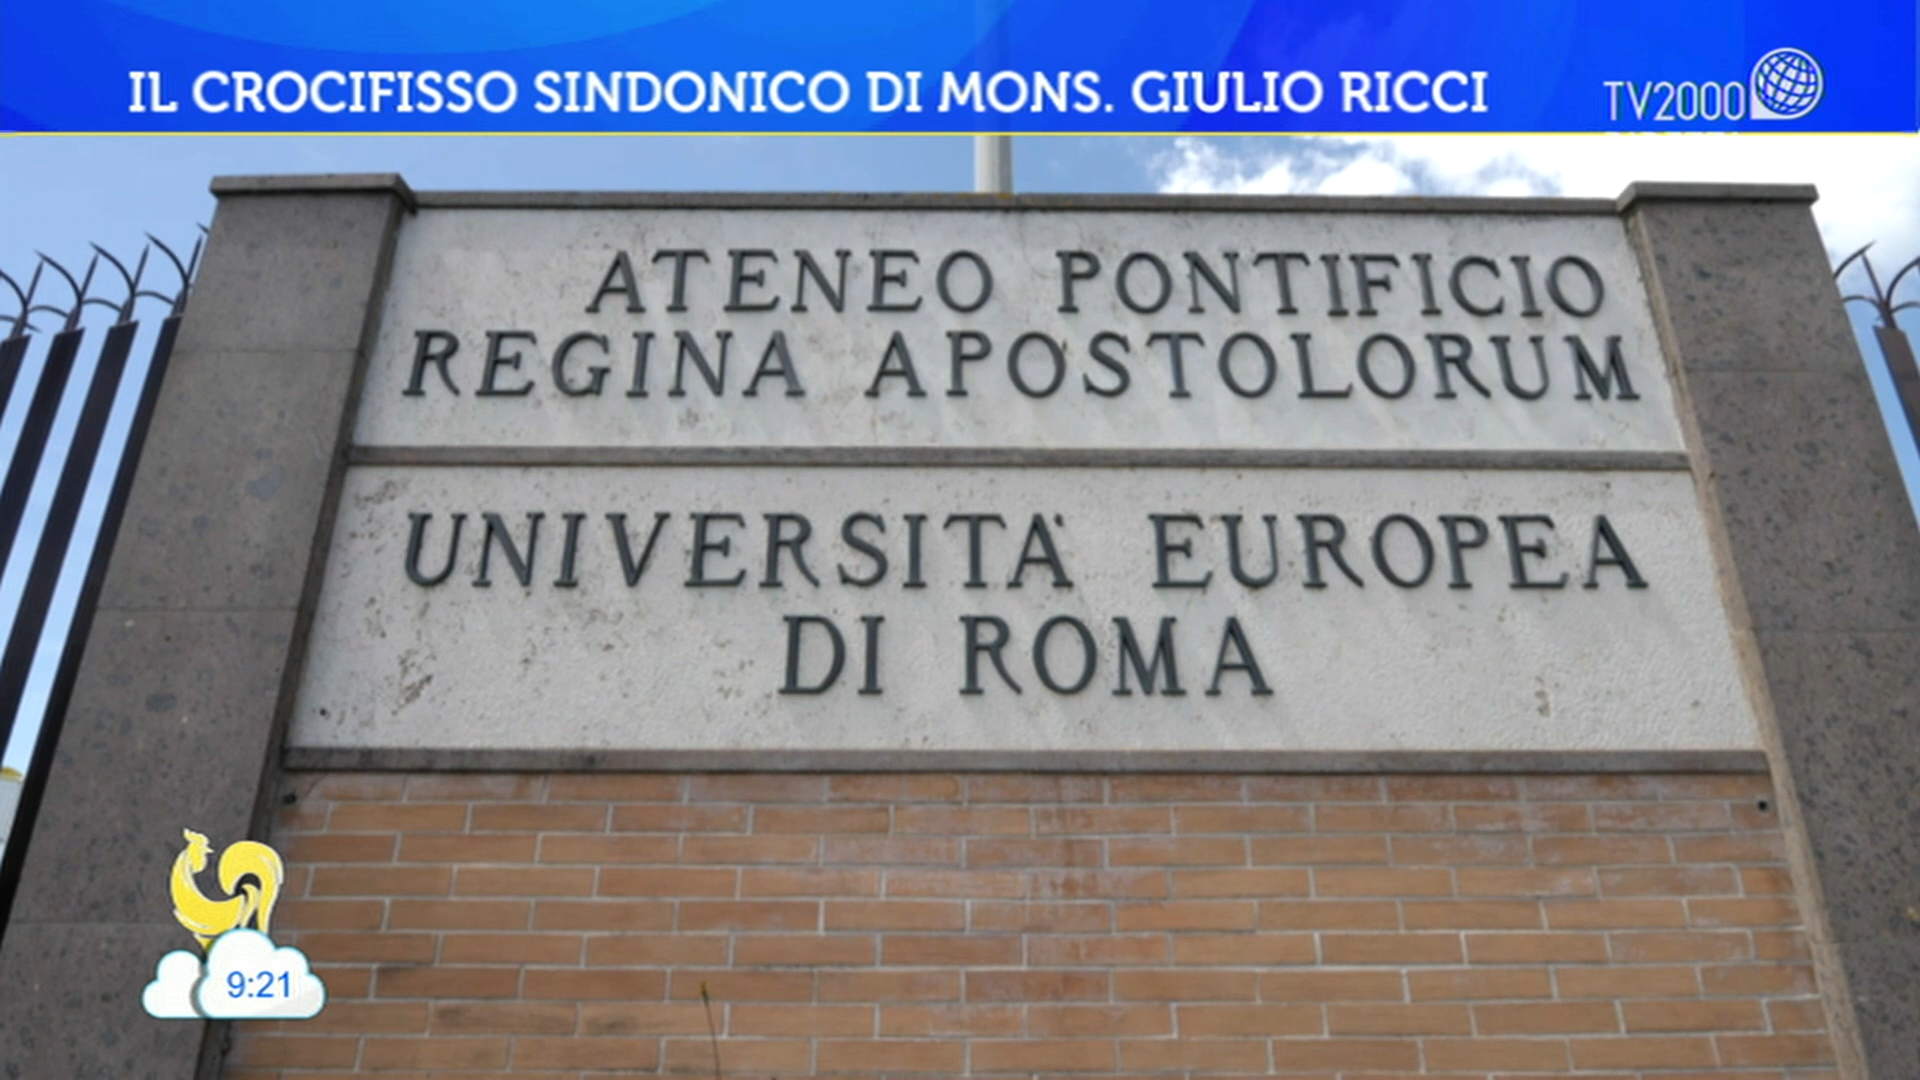 IL CROCIFISSO SINDONICO DI MONS. GIULIO RICCI
TV2000
ATENEO PONTIFICIO
REGINA APOSTOLORUM
UNIVERSITA' EUROPEA
DI ROMA
9:21